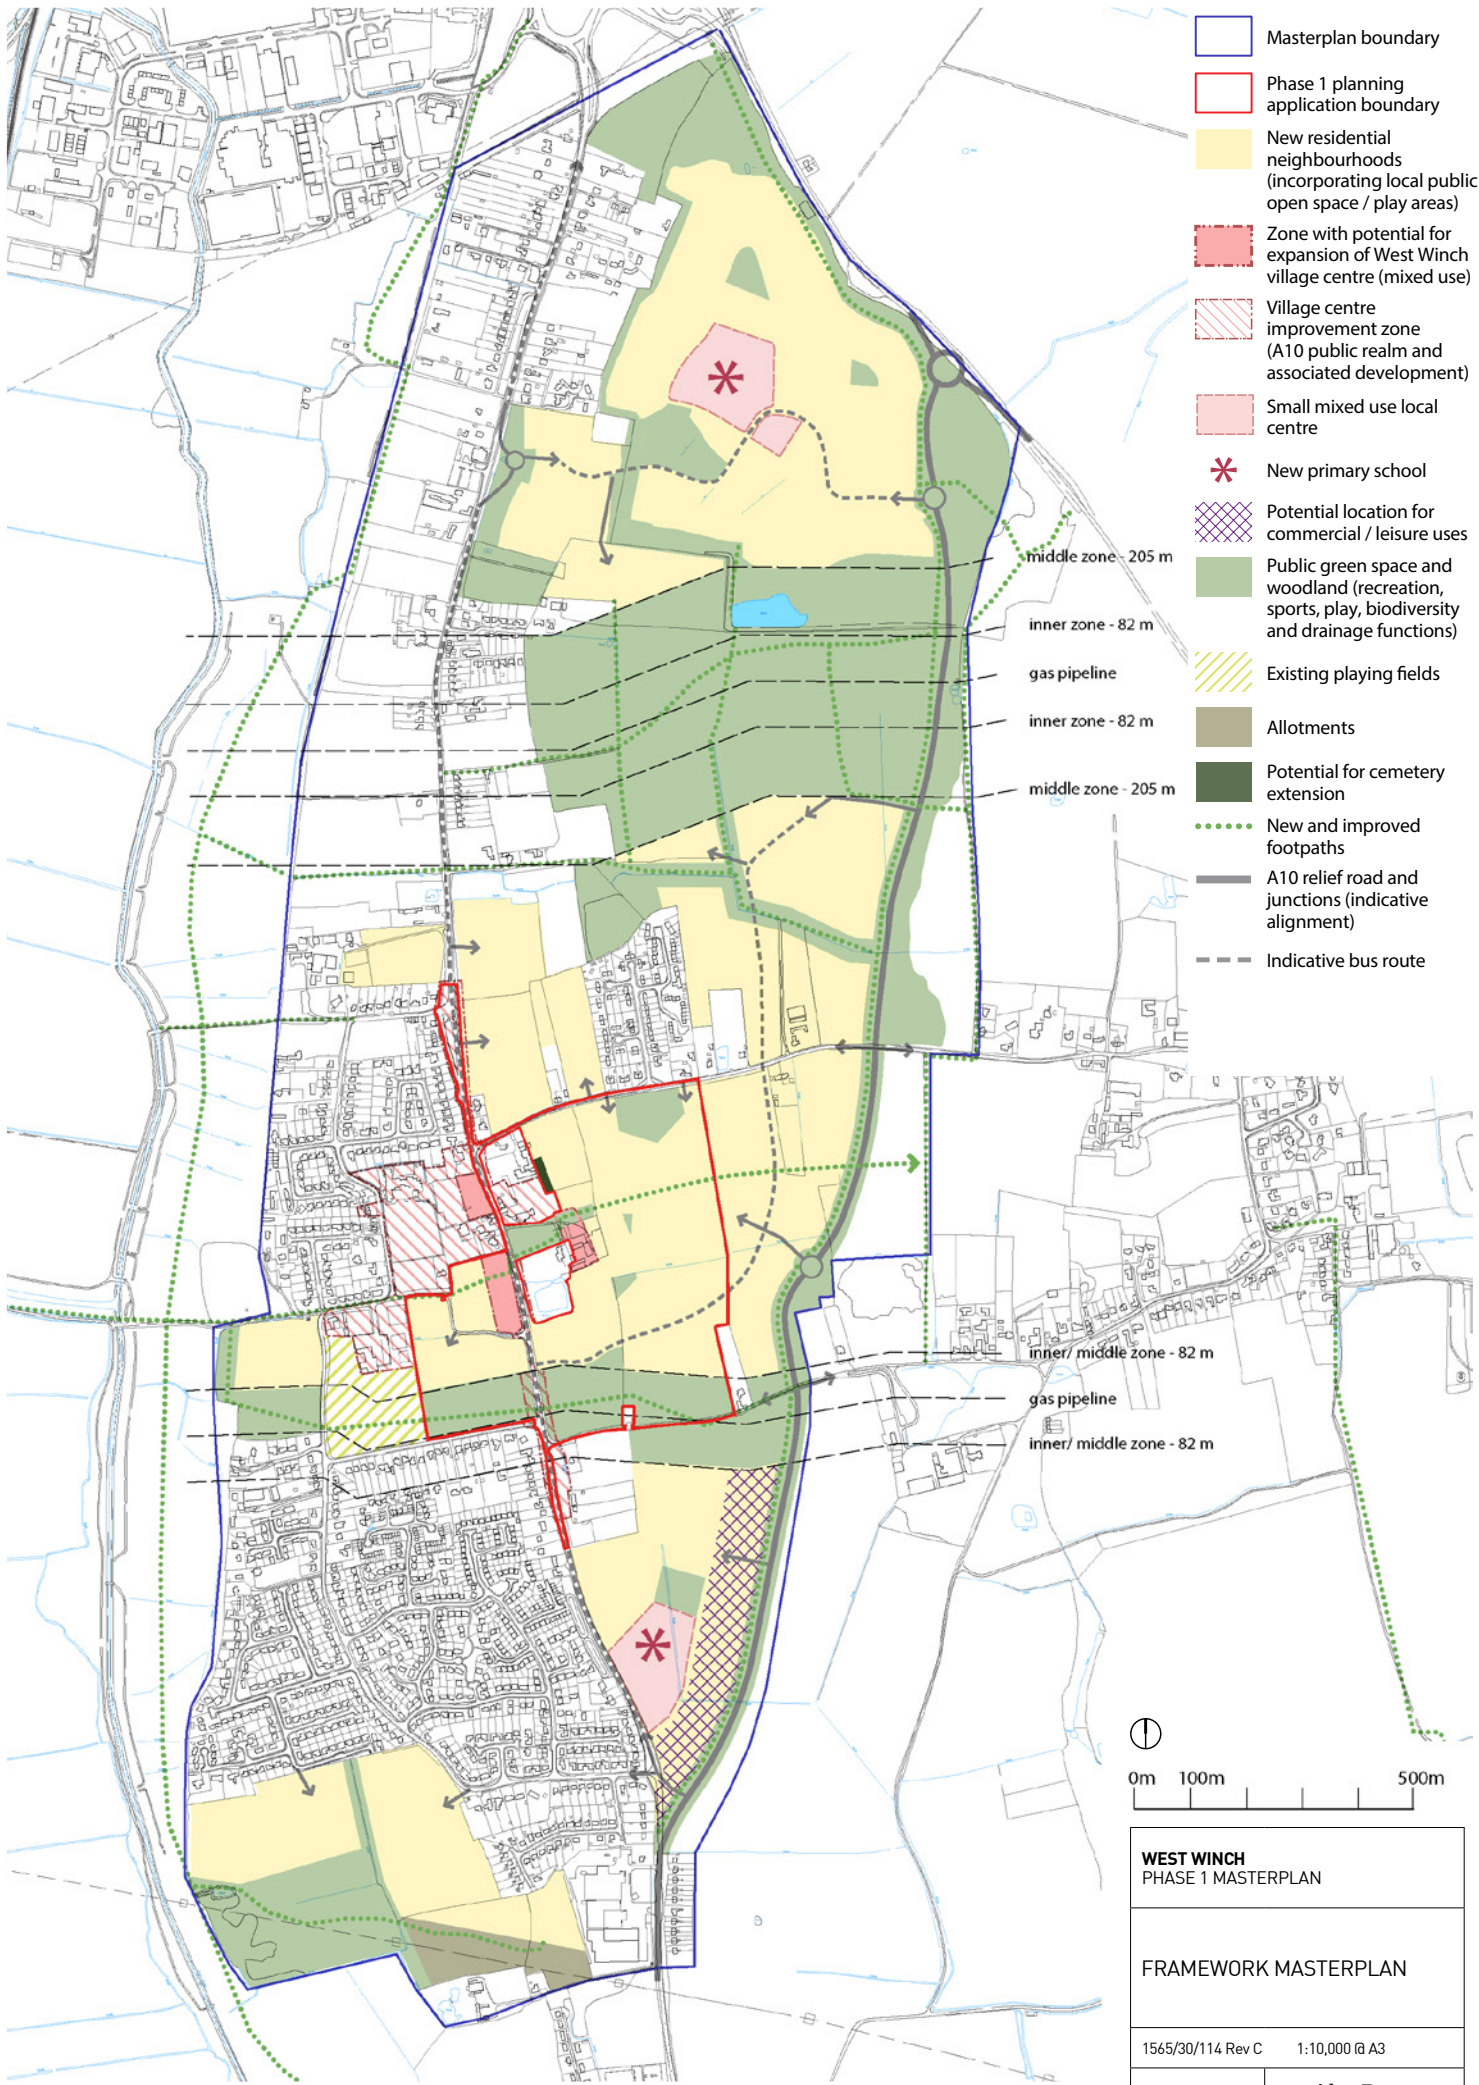 Masterplan boundary
Phase 1 planning
application boundary
New residential
neighbourhoods
(incorporating local public
open space / play areas)
Zone with potential for
expansion of West Winch
village centre (mixed use)
Village centre
improvement zone
(A10 public realm and
associated development)
Small mixed use local
centre
New primary school
Potential location for
commercial / leisure uses
Public green space and
woodland (recreation,
sports, play, biodiversity
and drainage functions)
Existing playing fields
Allotments
Potential for cemetery
extension
New and improved
footpaths
A10 relief road and
junctions (indicative
alignment)
Indicative bus route
middle zone - 205 m
inner zone - 82 m
gas pipeline
inner zone - 82 m
middle zone - 205 m
inner/ middle zone - 82 m
gas pipeline
inner/ middle zone - 82 m
0m 100m 500m
WEST WINCH
PHASE 1 MASTERPLAN
FRAMEWORK MASTERPLAN
1565/30/114 Rev C 1:10,000 @ A3